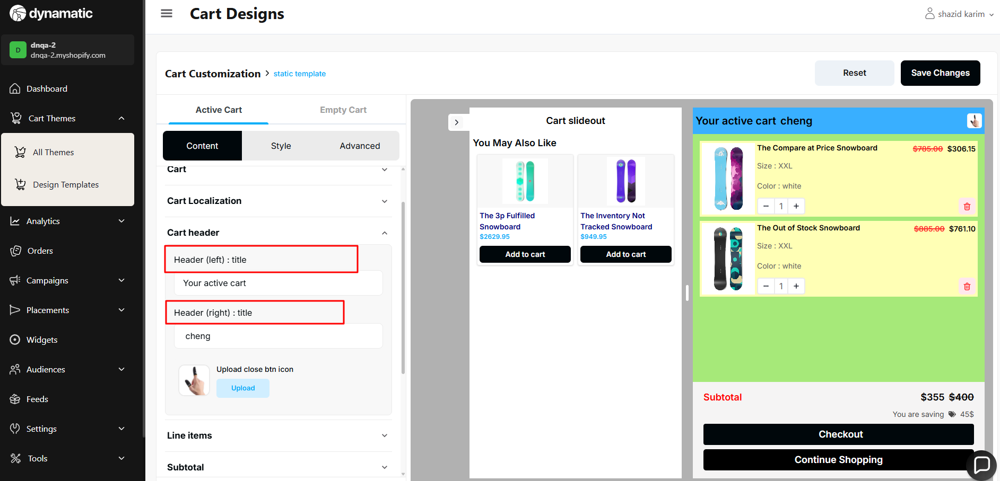 dynamatic
Cart Designs
shazid karim
D
dnqa-2
dnqa-2.myshopify.com
Dashboard
Cart Themes
All Themes
Design Templates
Analytics
Orders
Campaigns
Placements
Widgets
Audiences
Feeds
Settings
Tools
Cart Customization > static template
Reset
Save Changes
Active Cart
Empty Cart
Content
Style
Advanced
Cart
Cart Localization
Cart header
Header (left) : title
Your active cart
Header (right) : title
cheng
Upload close btn icon
Upload
Line items
Subtotal
Cart slideout
You May Also Like
The 3p Fulfilled
Snowboard
$2629.95
Add to cart
The Inventory Not
Tracked Snowboard
$949.95
Add to cart
Your active cart cheng
The Compare at Price Snowboard
$785.00 $306.15
Size : XXL
Color : white
− 1 +
The Out of Stock Snowboard
$885.00 $761.10
Size : XXL
Color : white
− 1 +
Subtotal
$355 $400
You are saving 45$
Checkout
Continue Shopping